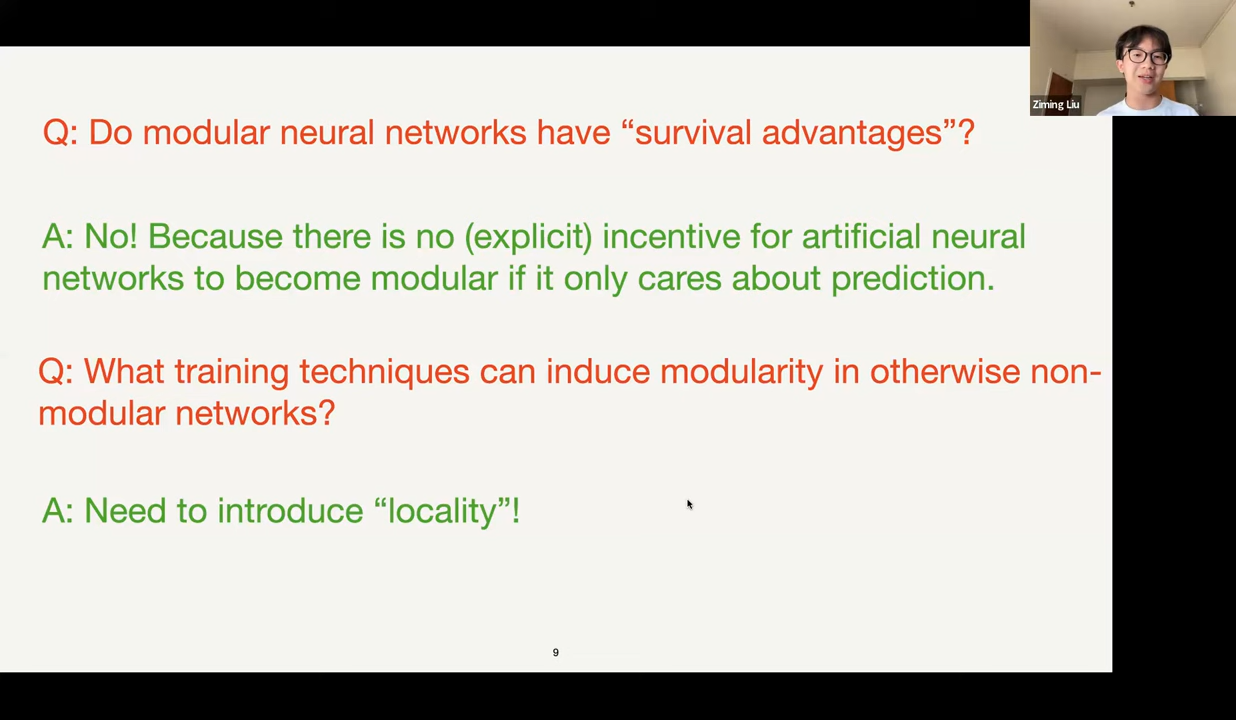 Ziming Liu
Q: Do modular neural networks have “survival advantages”?
A: No! Because there is no (explicit) incentive for artificial neural
networks to become modular if it only cares about prediction.
Q: What training techniques can induce modularity in otherwise non-
modular networks?
A: Need to introduce “locality”!
9